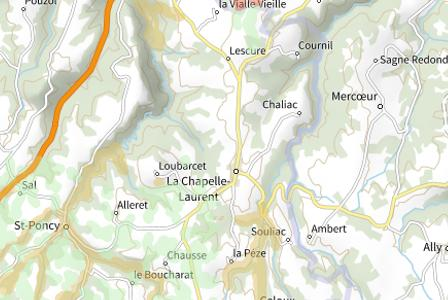 Pouzol
la Vialle Vieille
Lescure
Cournil
Sagne Redond
Mercœur
Chaliac
Loubarcet
La Chapelle-
Laurent
Sal
Alleret
St-Poncy
Souliac
Ambert
Ally
Chausse
la Pèze
le Boucharat